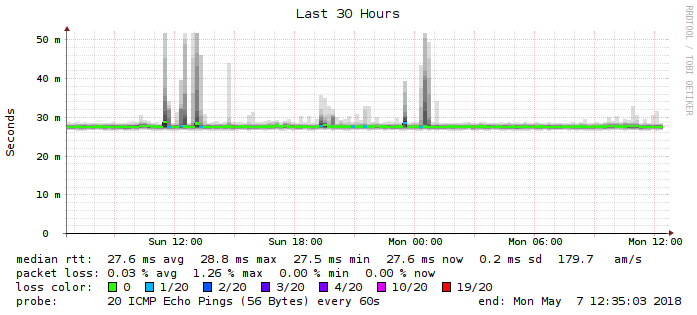 Last 30 Hours
RRDTOOL / TOBI OETIKER
Seconds
50 m
40 m
30 m
20 m
10 m
0
Sun 12:00 Sun 18:00 Mon 00:00 Mon 06:00 Mon 12:00
median rtt: 27.6 ms avg 28.8 ms max 27.5 ms min 27.6 ms now 0.2 ms sd 179.7 am/s
packet loss: 0.03 % avg 1.26 % max 0.00 % min 0.00 % now
loss color: 0 1/20 2/20 3/20 4/20 10/20 19/20
probe: 20 ICMP Echo Pings (56 Bytes) every 60s end: Mon May 7 12:35:03 2018